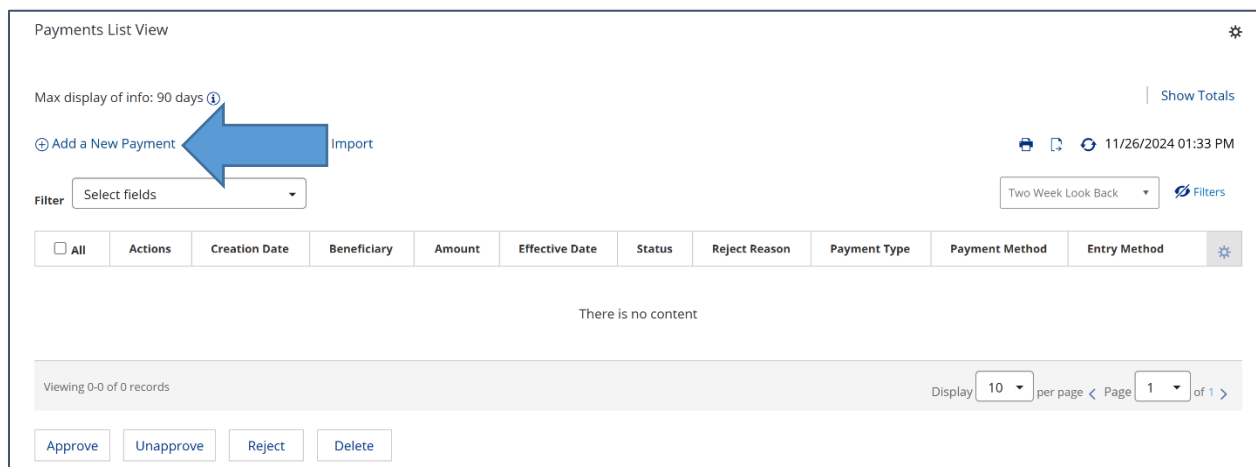 Payments List View
Max display of info: 90 days
Show Totals
Add a New Payment Import 11/26/2024 01:33 PM
Filter Select fields Two Week Look Back Filters
All Actions Creation Date Beneficiary Amount Effective Date Status Reject Reason Payment Type Payment Method Entry Method
There is no content
Viewing 0-0 of 0 records Display 10 per page < Page 1 of 1 >
Approve Unapprove Reject Delete